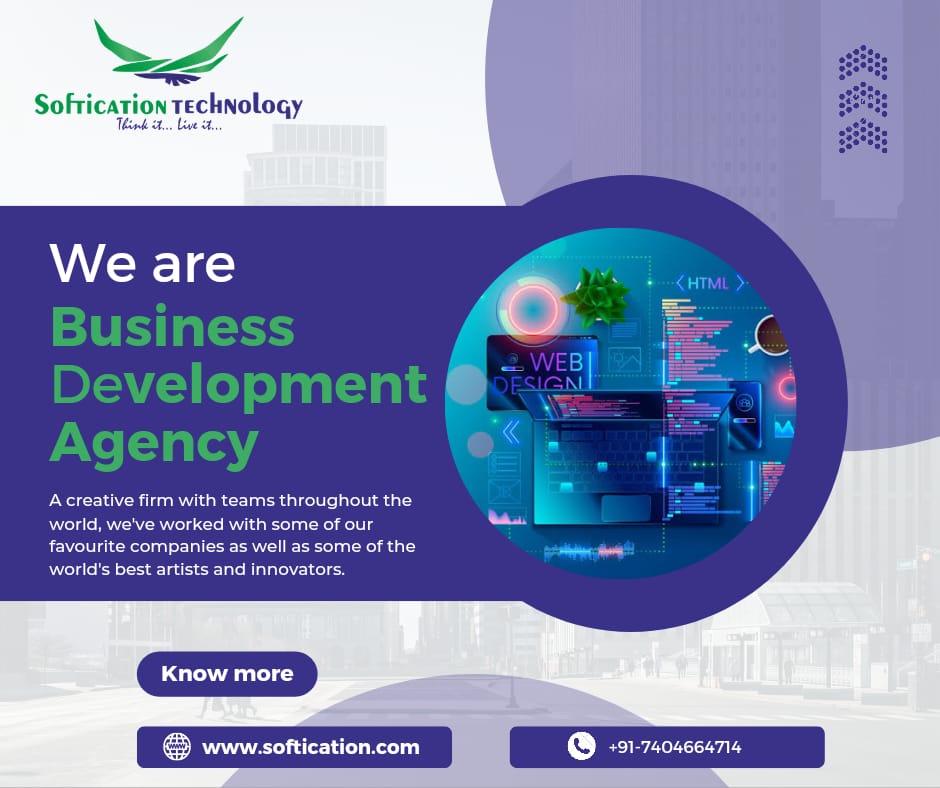 Softication Technology
Think it... Live it...
We are
Business
Development
Agency
A creative firm with teams throughout the
world, we've worked with some of our
favourite companies as well as some of the
world's best artists and innovators.
HTML
WEB
DESIGN
Know more
www.softication.com
+91-7404664714